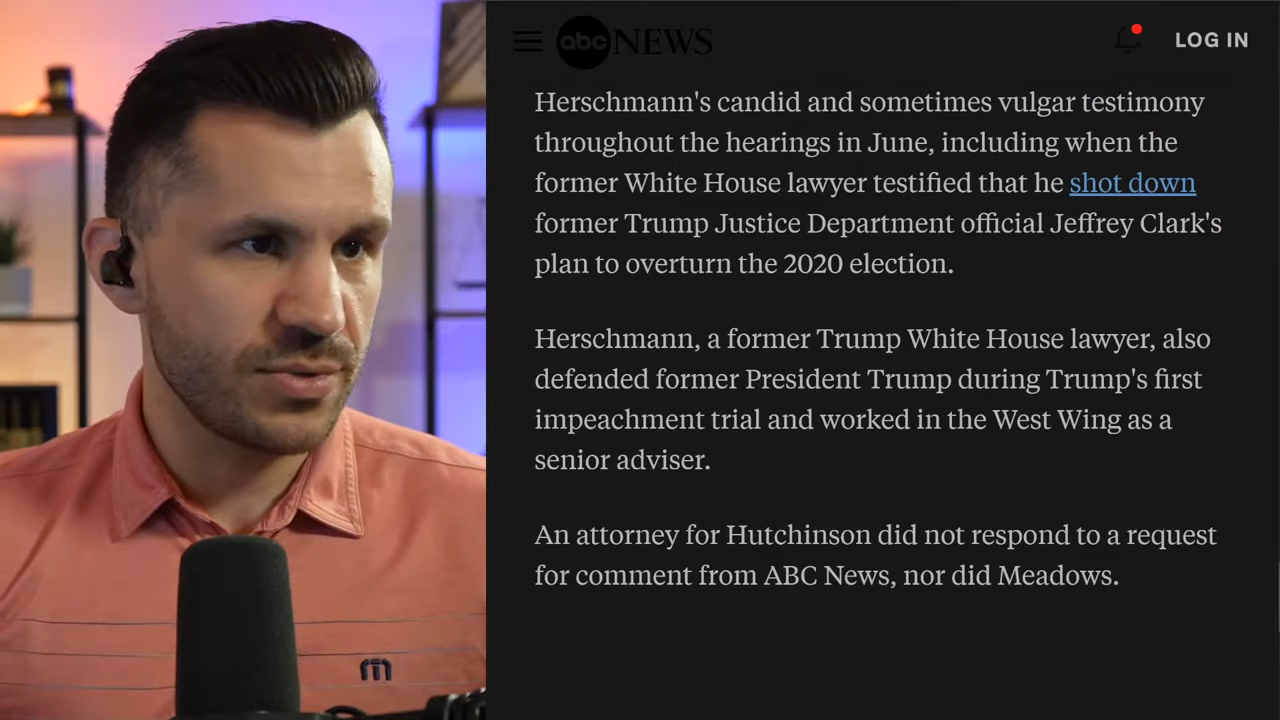 abc NEWS
LOG IN
Herschmann's candid and sometimes vulgar testimony
throughout the hearings in June, including when the
former White House lawyer testified that he shot down
former Trump Justice Department official Jeffrey Clark's
plan to overturn the 2020 election.
Herschmann, a former Trump White House lawyer, also
defended former President Trump during Trump's first
impeachment trial and worked in the West Wing as a
senior adviser.
An attorney for Hutchinson did not respond to a request
for comment from ABC News, nor did Meadows.
m